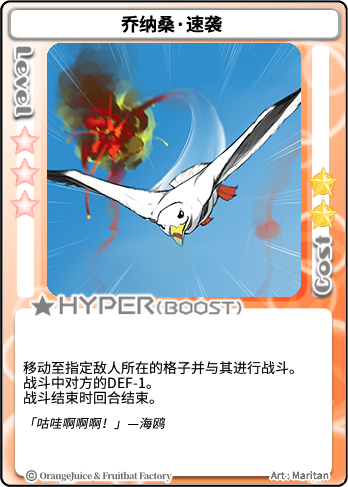 乔纳桑·速袭
Level
Cost
HYPER(BOOST)
移动至指定敌人所在的格子并与其进行战斗。
战斗中对方的DEF-1。
战斗结束时回合结束。
「咕哇啊啊啊！」—海鸥
© OrangeJuice & Fruitbat Factory
Art: Maritan